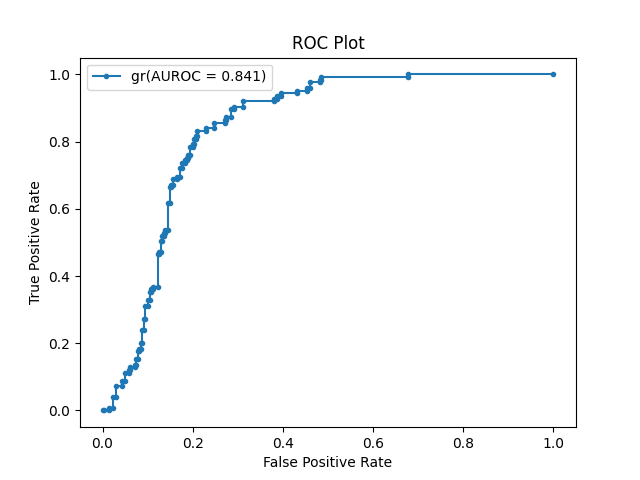 ROC Plot
gr(AUROC = 0.841)
True Positive Rate
1.0
0.8
0.6
0.4
0.2
0.0
0.0 0.2 0.4 0.6 0.8 1.0
False Positive Rate